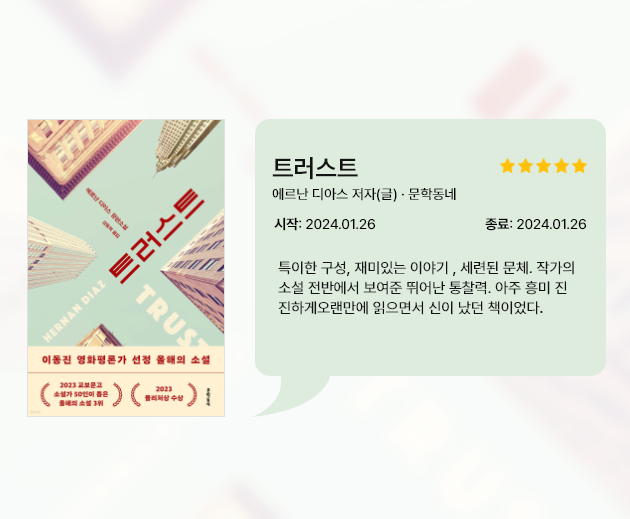 에르난 디아스 장편소설
트러스트
HERNAN DIAZ
TRUST
이동진 영화평론가 선정 올해의 소설
2023 교보문고
소설가 50인이 뽑은
올해의 소설 3위
2023
퓰리처상 수상
문학동네
트러스트
에르난 디아스 저자(글) · 문학동네
시작: 2024.01.26
종료: 2024.01.26
특이한 구성, 재미있는 이야기 , 세련된 문체. 작가의
소설 전반에서 보여준 뛰어난 통찰력. 아주 흥미 진
진하게오랜만에 읽으면서 신이 났던 책이었다.